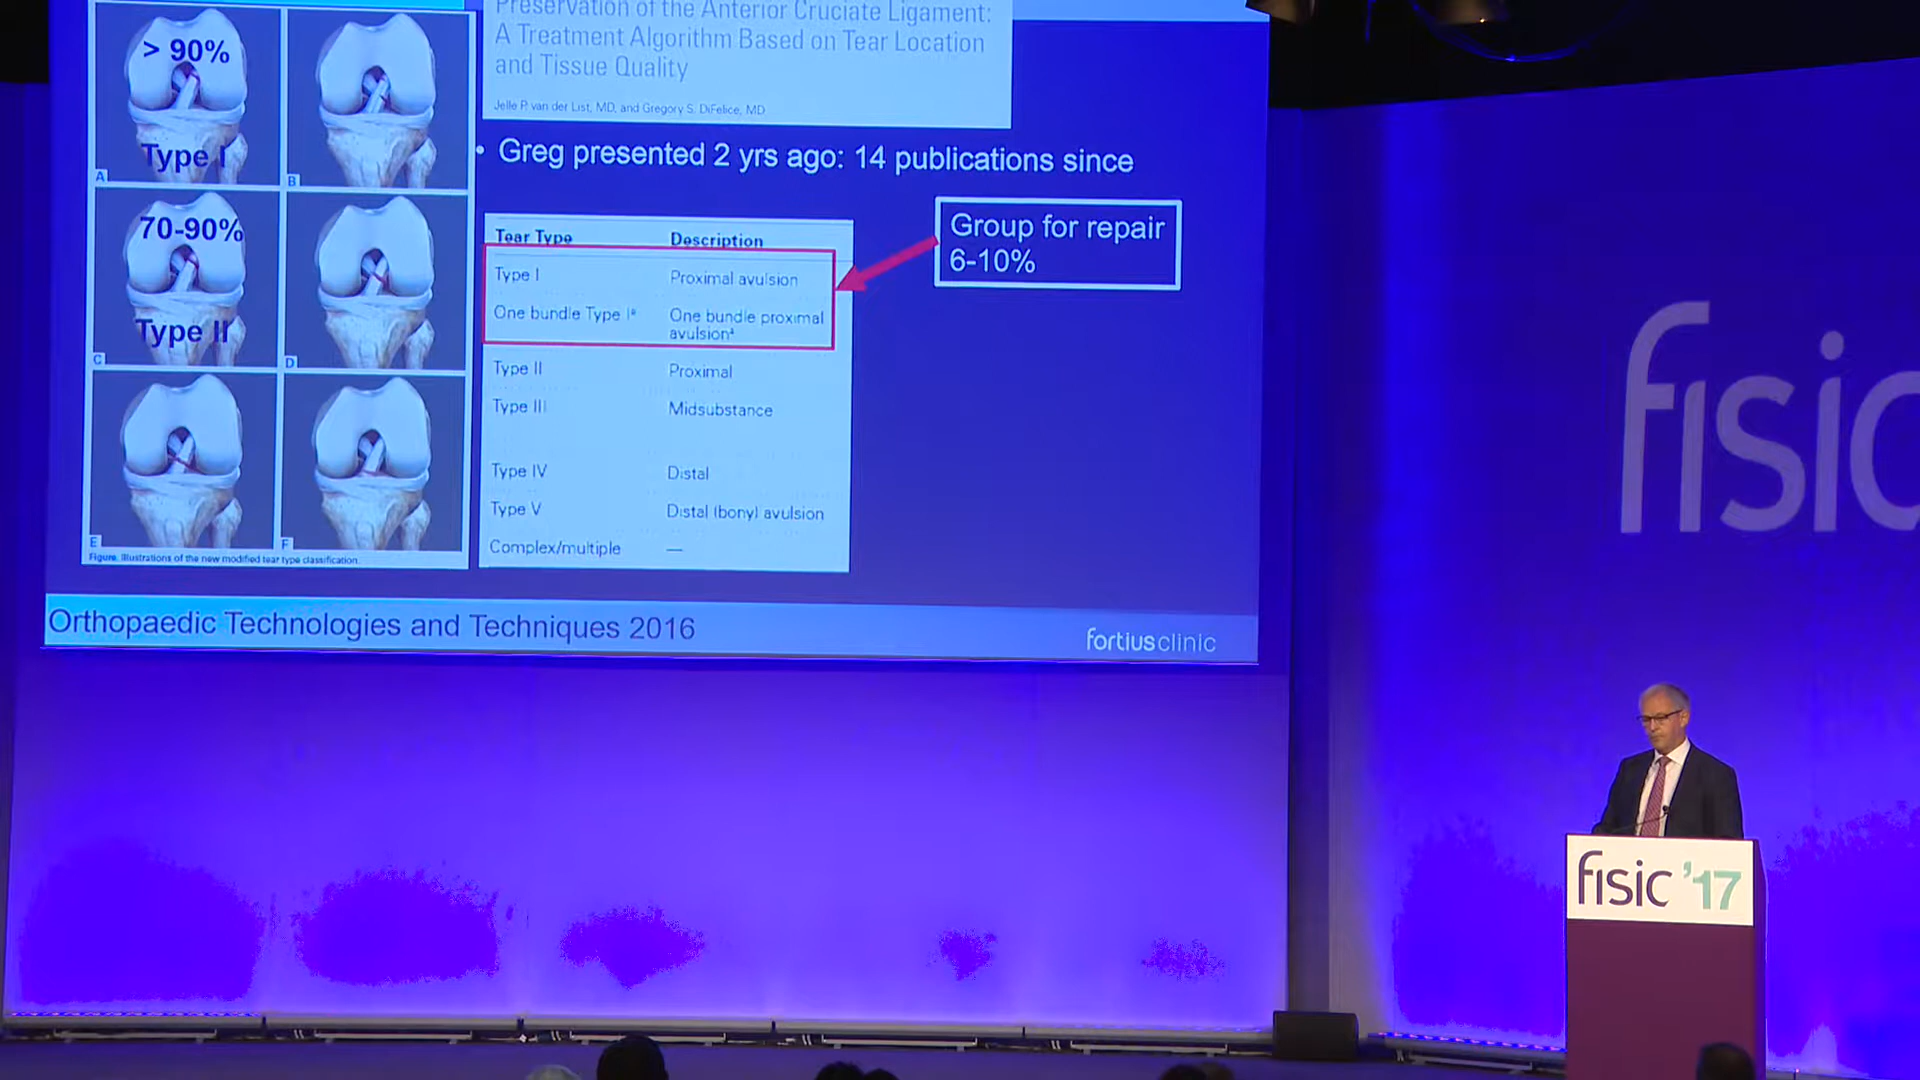 Preservation of the Anterior Cruciate Ligament:
A Treatment Algorithm Based on Tear Location
and Tissue Quality
Jelle P. van der List, MD, and Gregory S. DiFelice, MD
• Greg presented 2 yrs ago: 14 publications since
> 90%
Type I
A
B
70-90%
Type II
C
D
E
F
Figure. Illustrations of the new modified tear type classification.
Tear Type Description
Type I Proximal avulsion
One bundle Type Iª One bundle proximal
avulsionª
Type II Proximal
Type III Midsubstance
Type IV Distal
Type V Distal (bony) avulsion
Complex/multiple —
Group for repair
6-10%
Orthopaedic Technologies and Techniques 2016
fortiusclinic
fisic
fisic '17